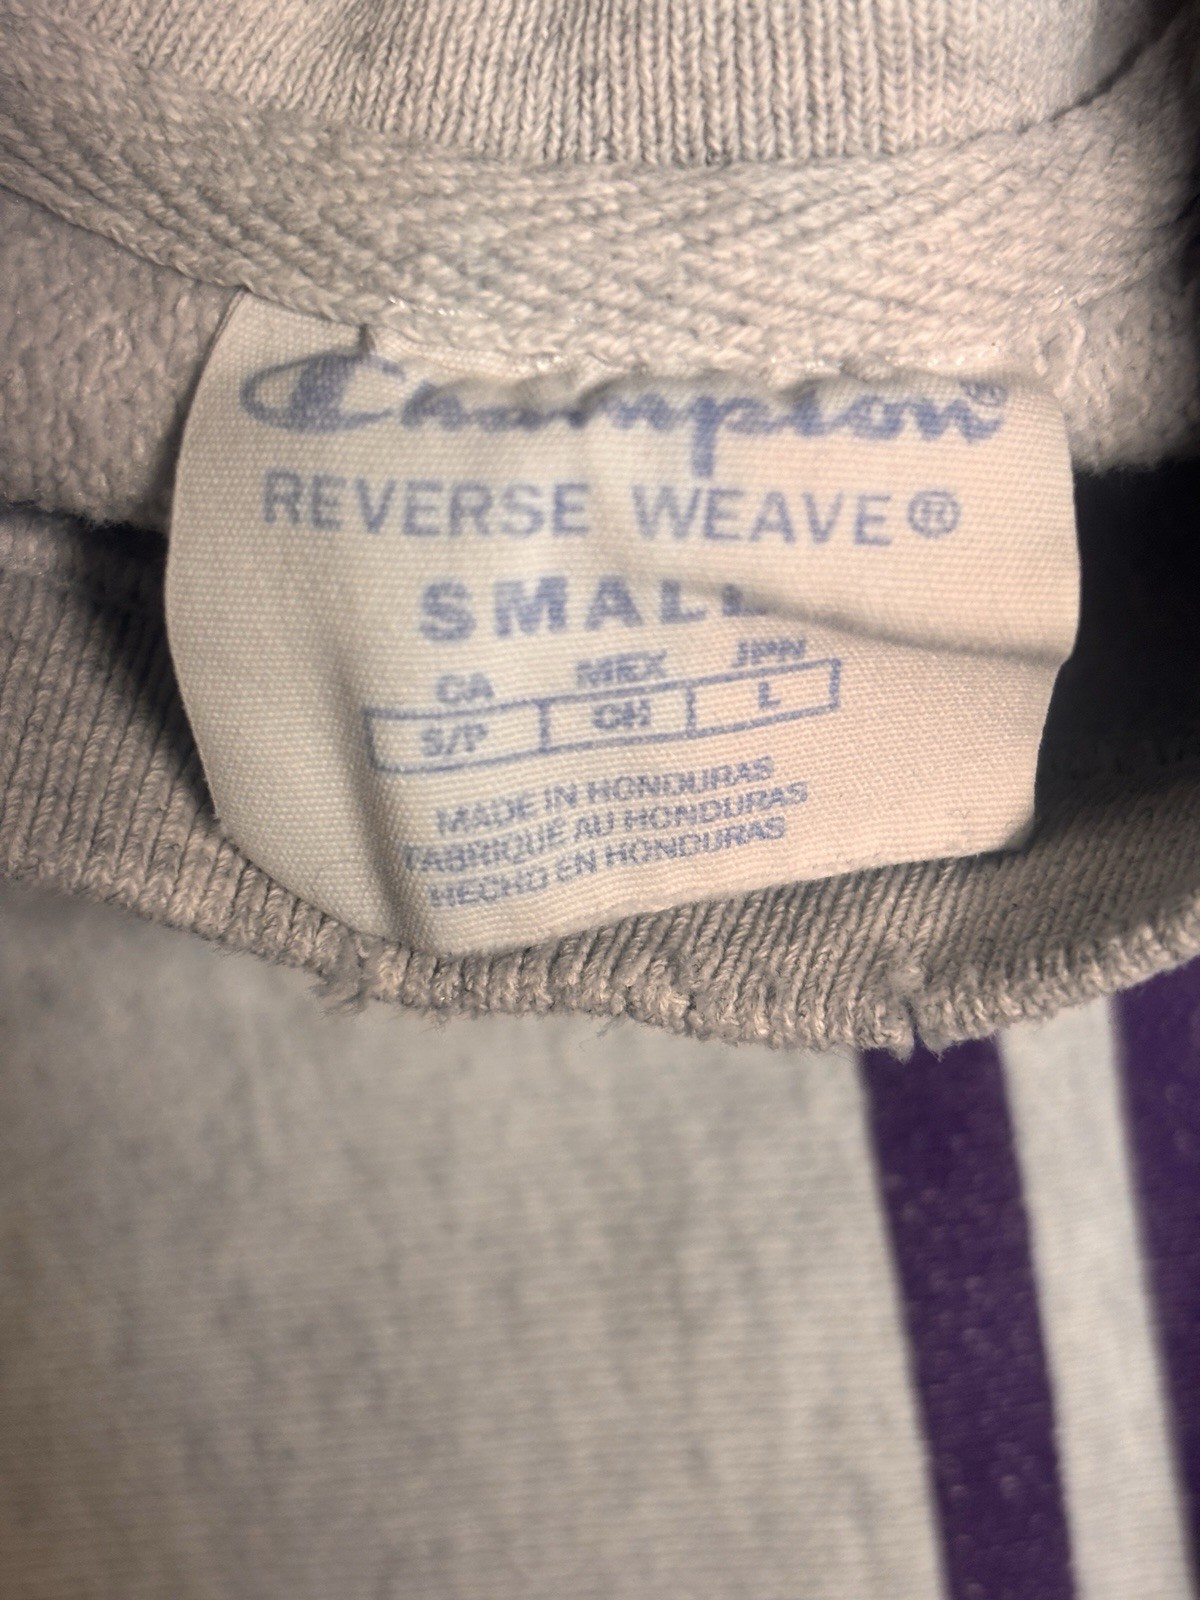 Champion®
REVERSE WEAVE®
SMALL
CA MEX JPN
S/P CH L
MADE IN HONDURAS
FABRIQUE AU HONDURAS
HECHO EN HONDURAS